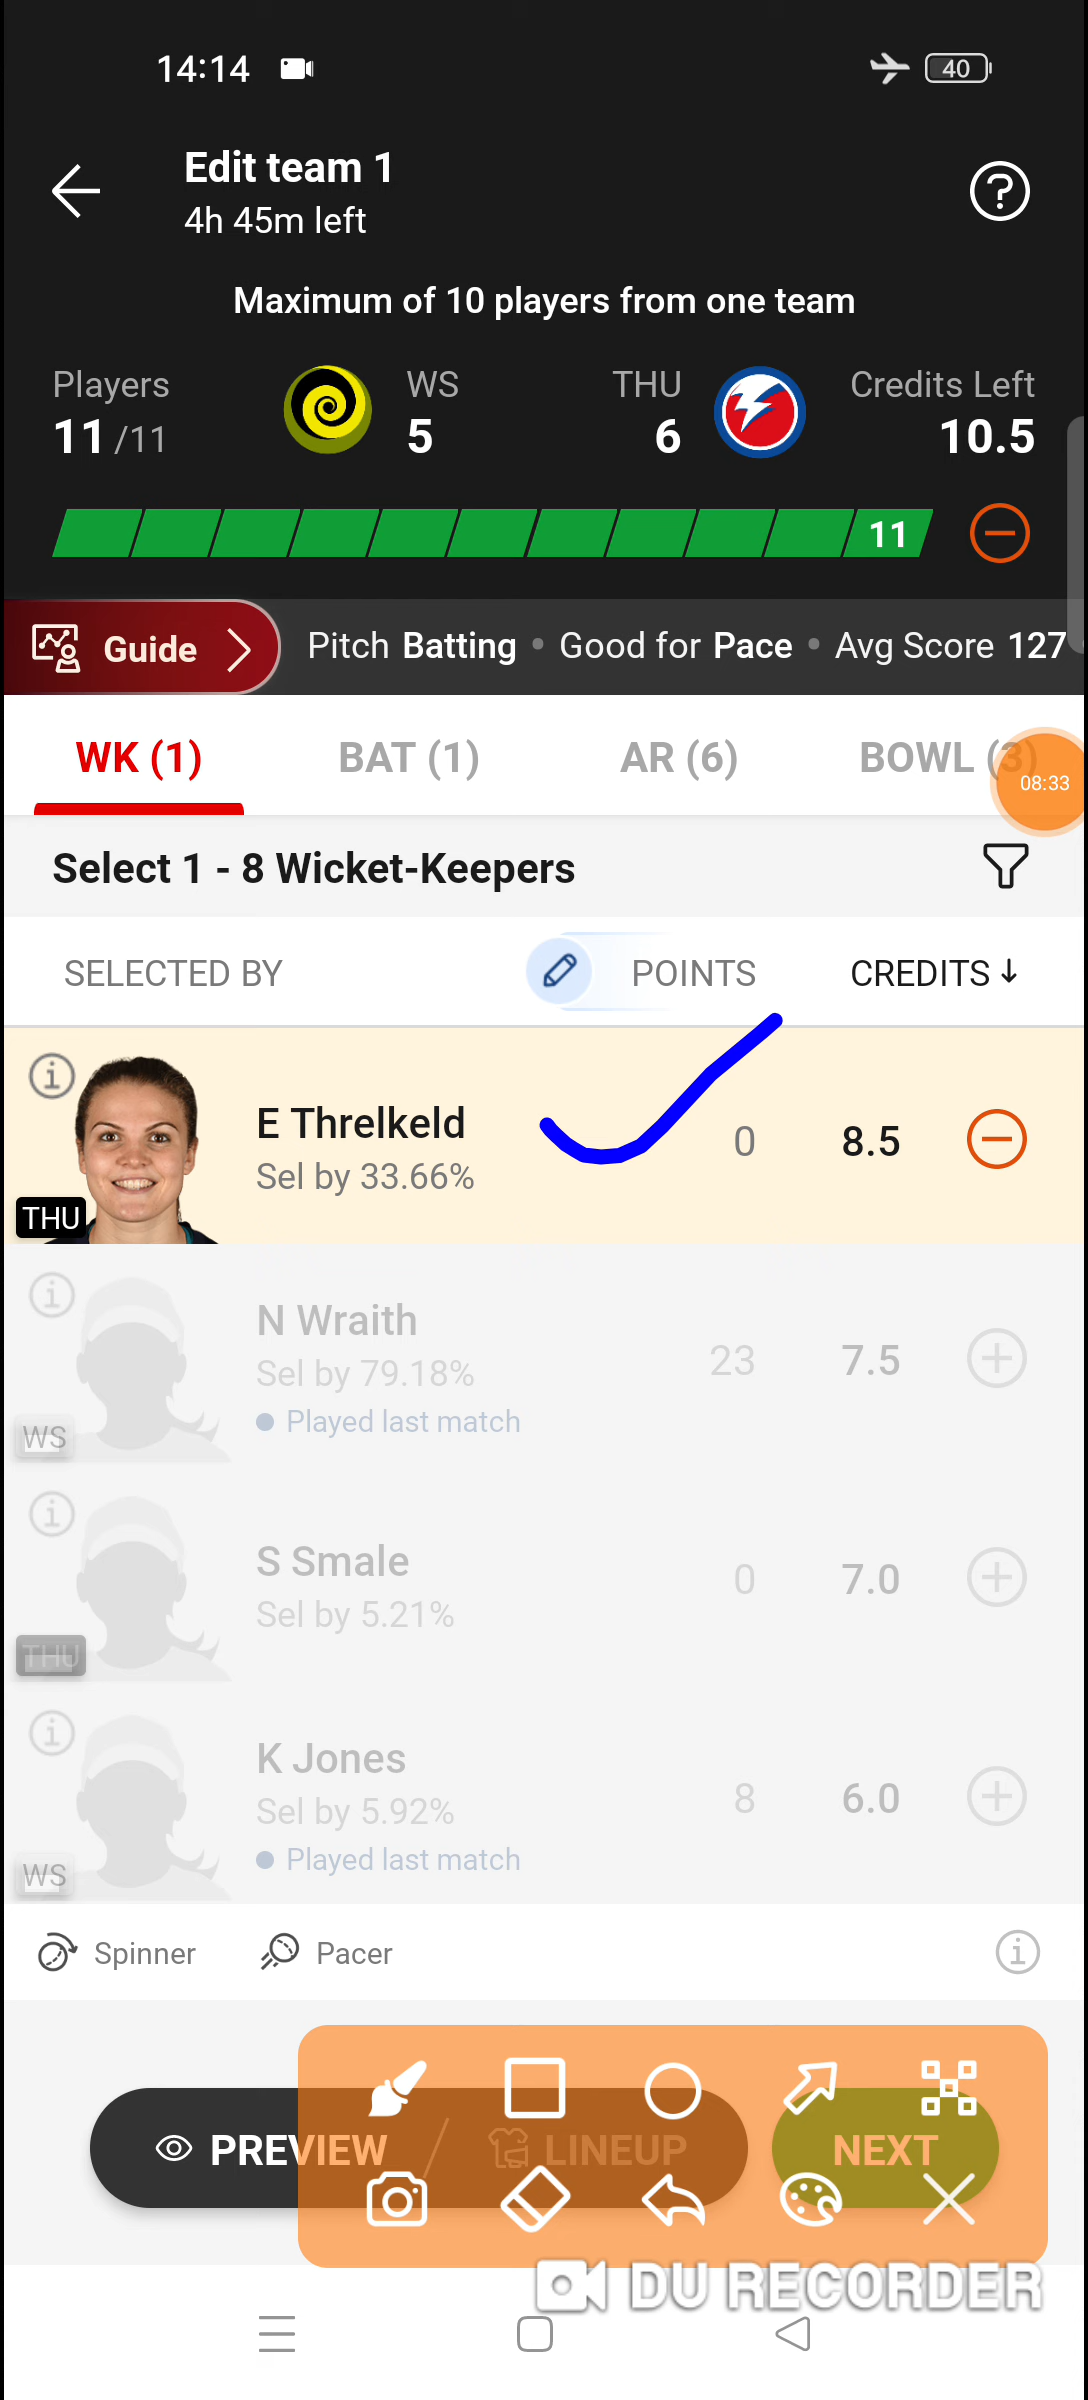 14:14
40
Edit team 1
4h 45m left
Maximum of 10 players from one team
Players WS THU Credits Left
11/11 5 6 10.5
11
Guide Pitch Batting • Good for Pace • Avg Score 127
WK (1) BAT (1) AR (6) BOWL (3)
08:33
Select 1 - 8 Wicket-Keepers
SELECTED BY POINTS CREDITS ↓
E Threlkeld 0 8.5
Sel by 33.66%
THU
N Wraith 23 7.5
Sel by 79.18%
Played last match
WS
S Smale 0 7.0
Sel by 5.21%
THU
K Jones 8 6.0
Sel by 5.92%
Played last match
WS
Spinner Pacer
PREVIEW LINEUP NEXT
DU RECORDER